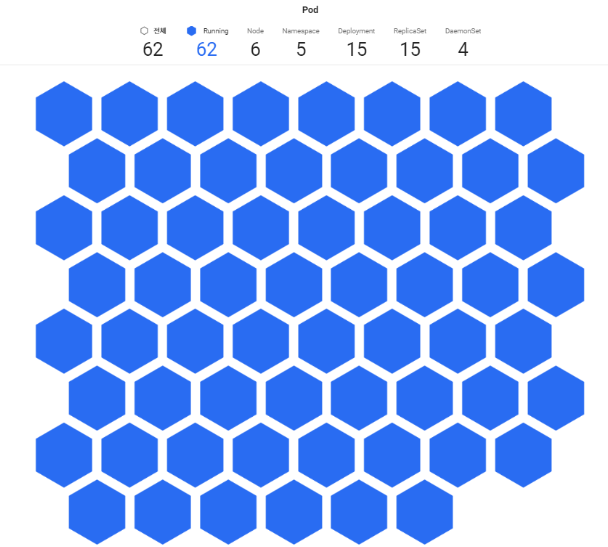 Pod
전체 Running Node Namespace Deployment ReplicaSet DaemonSet
62 62 6 5 15 15 4